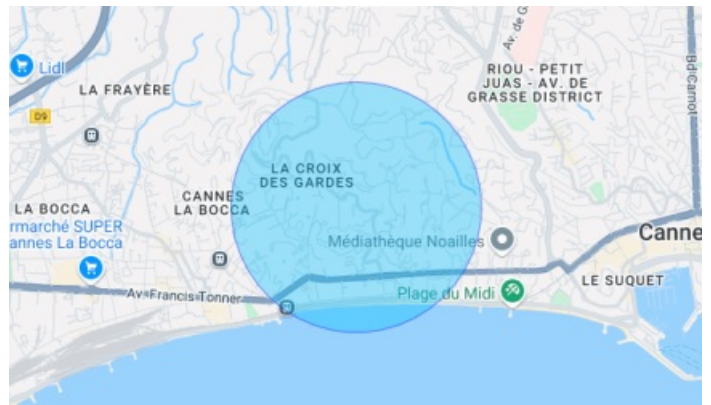 Lidl
LA FRAYÈRE
D9
Av. de G
RIOU - PETIT
JUAS - AV. DE
GRASSE DISTRICT
Bd Carnot
LA CROIX
DES GARDES
CANNES
LA BOCCA
LA BOCCA
rmarché SUPER
annes La Bocca
Médiathèque Noailles
Canne
LE SUQUET
Av. Francis Tonner
Plage du Midi